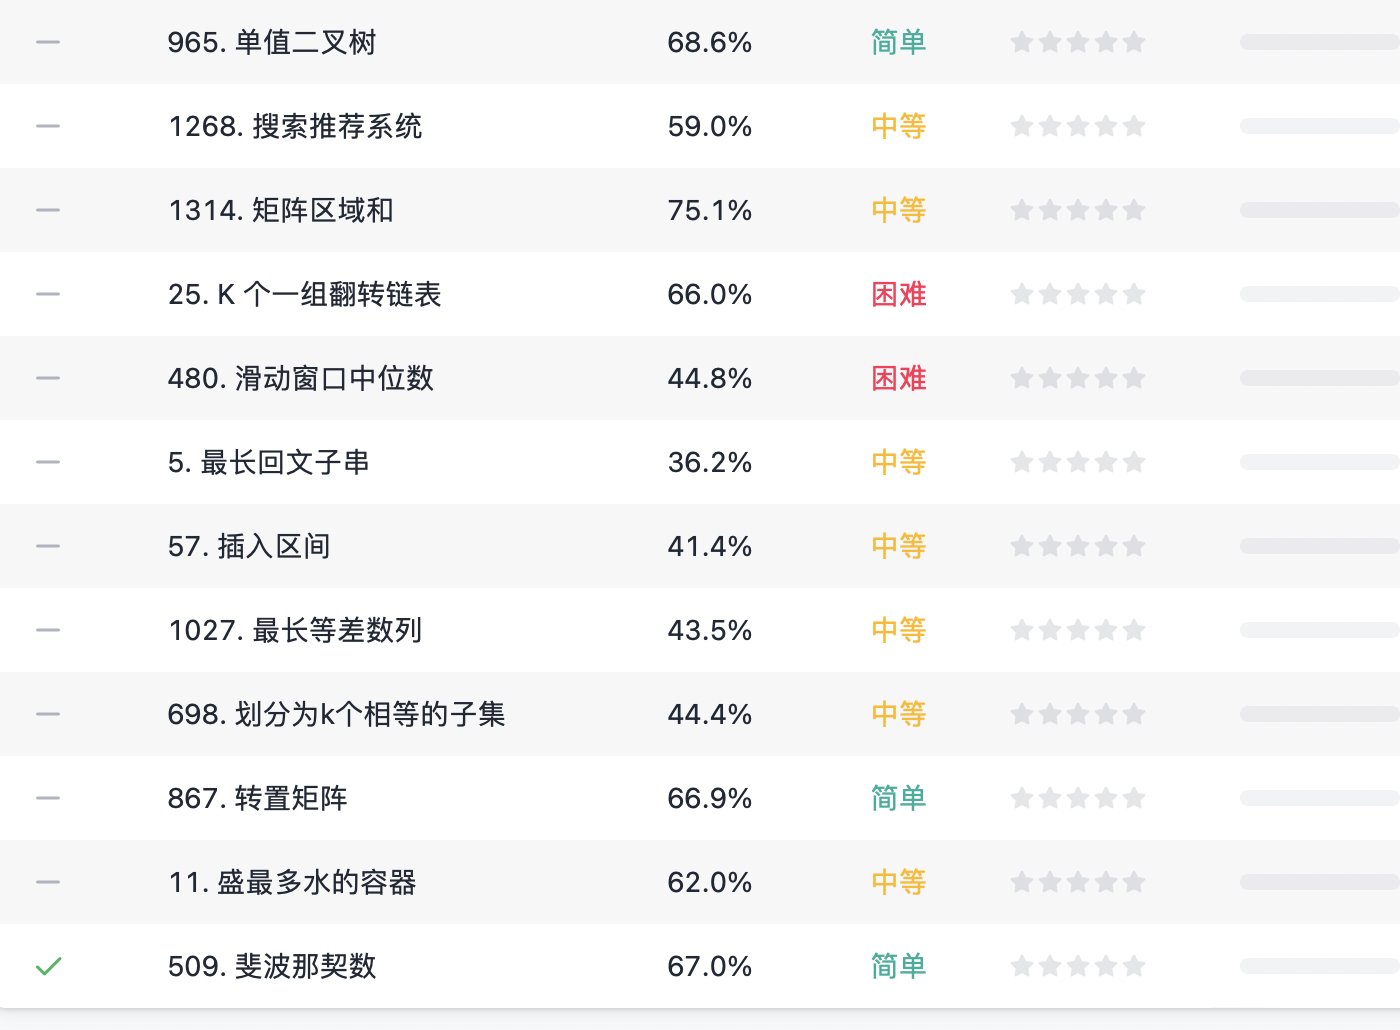 965. 单值二叉树 68.6% 简单
1268. 搜索推荐系统 59.0% 中等
1314. 矩阵区域和 75.1% 中等
25. K 个一组翻转链表 66.0% 困难
480. 滑动窗口中位数 44.8% 困难
5. 最长回文子串 36.2% 中等
57. 插入区间 41.4% 中等
1027. 最长等差数列 43.5% 中等
698. 划分为k个相等的子集 44.4% 中等
867. 转置矩阵 66.9% 简单
11. 盛最多水的容器 62.0% 中等
509. 斐波那契数 67.0% 简单